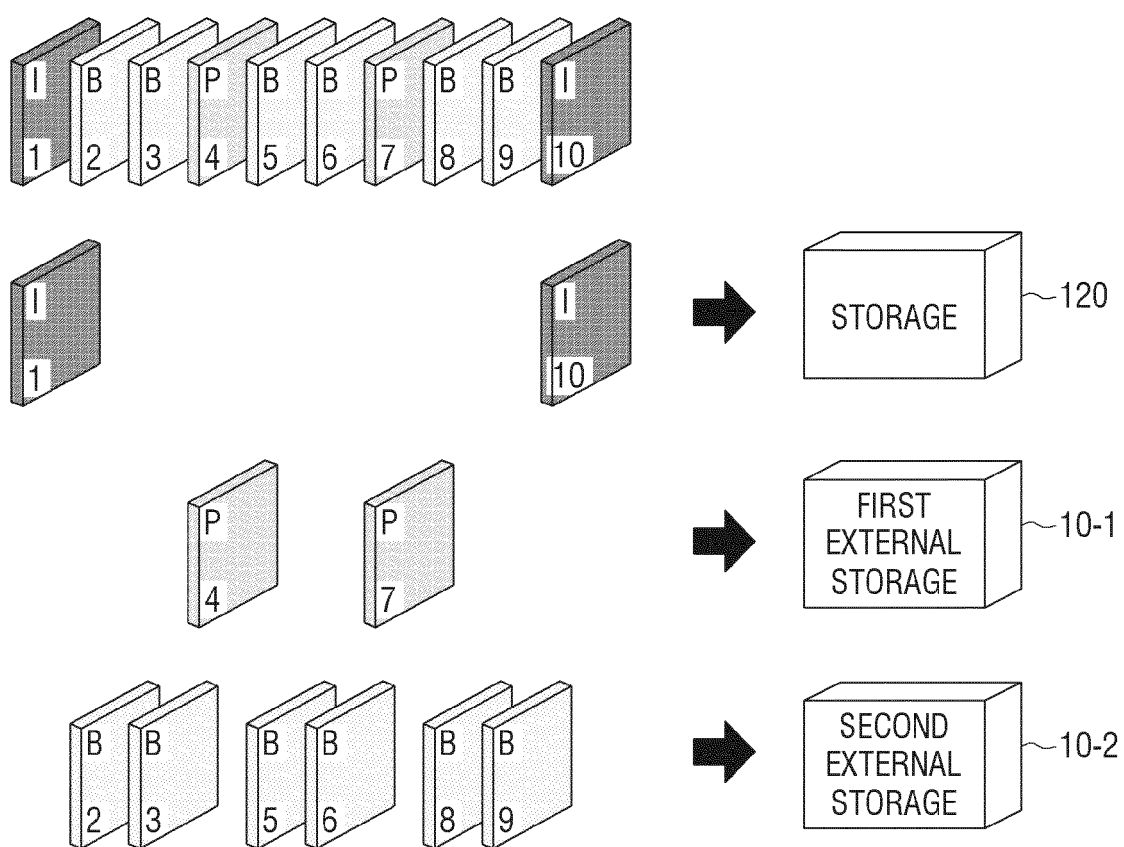 I B B P B B P B B I
1 2 3 4 5 6 7 8 9 10
I I
1 10
STORAGE
120
P P
4 7
FIRST
EXTERNAL
STORAGE
10-1
B B B B B B
2 3 5 6 8 9
SECOND
EXTERNAL
STORAGE
10-2